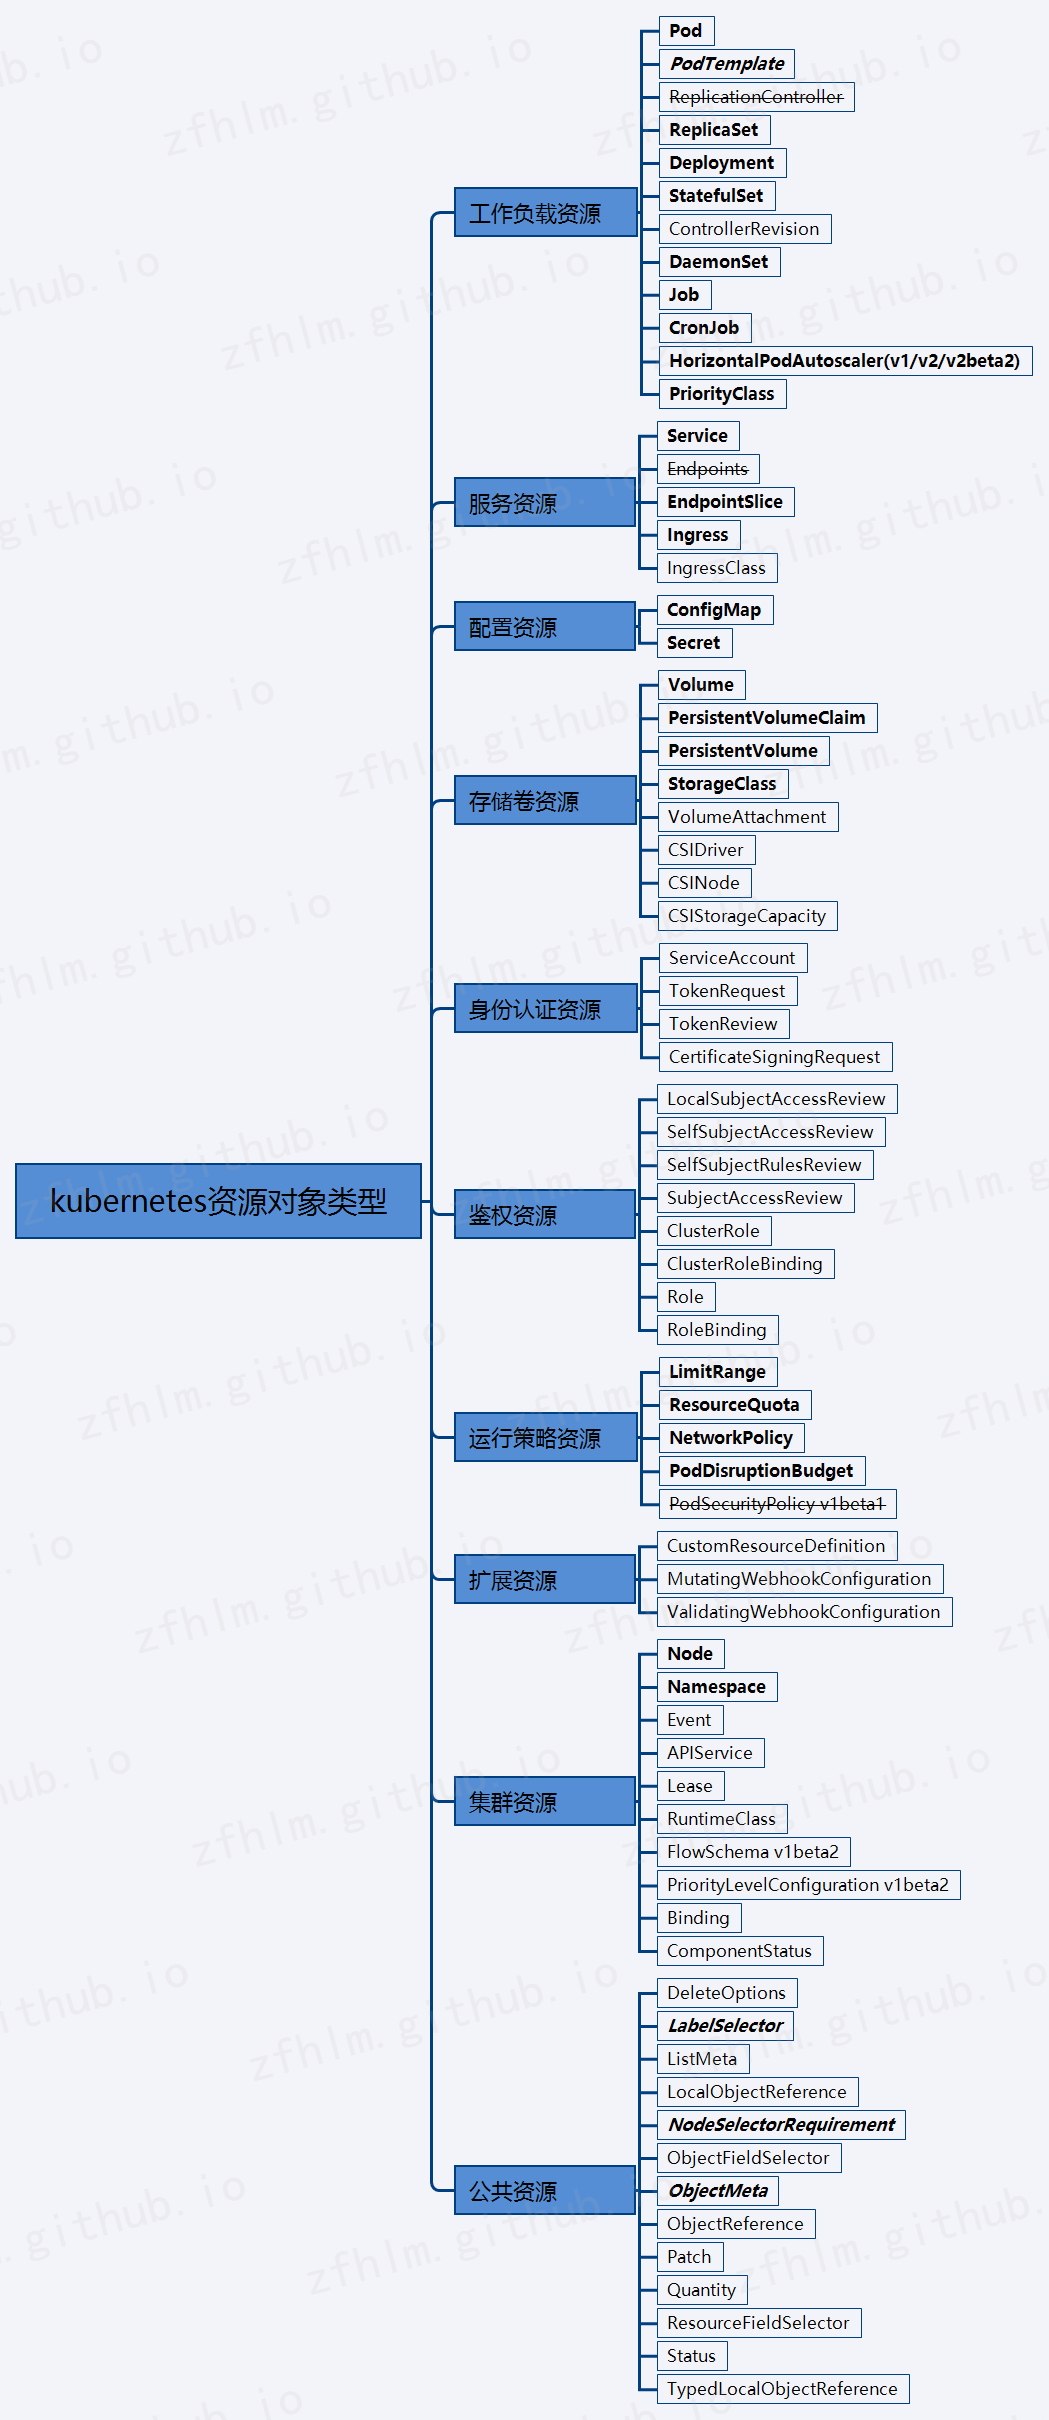 kubernetes资源对象类型
工作负载资源
Pod
PodTemplate
ReplicationController
ReplicaSet
Deployment
StatefulSet
ControllerRevision
DaemonSet
Job
CronJob
HorizontalPodAutoscaler(v1/v2/v2beta2)
PriorityClass
服务资源
Service
Endpoints
EndpointSlice
Ingress
IngressClass
配置资源
ConfigMap
Secret
存储卷资源
Volume
PersistentVolumeClaim
PersistentVolume
StorageClass
VolumeAttachment
CSIDriver
CSINode
CSIStorageCapacity
身份认证资源
ServiceAccount
TokenRequest
TokenReview
CertificateSigningRequest
鉴权资源
LocalSubjectAccessReview
SelfSubjectAccessReview
SelfSubjectRulesReview
SubjectAccessReview
ClusterRole
ClusterRoleBinding
Role
RoleBinding
运行策略资源
LimitRange
ResourceQuota
NetworkPolicy
PodDisruptionBudget
PodSecurityPolicy v1beta1
扩展资源
CustomResourceDefinition
MutatingWebhookConfiguration
ValidatingWebhookConfiguration
集群资源
Node
Namespace
Event
APIService
Lease
RuntimeClass
FlowSchema v1beta2
PriorityLevelConfiguration v1beta2
Binding
ComponentStatus
公共资源
DeleteOptions
LabelSelector
ListMeta
LocalObjectReference
NodeSelectorRequirement
ObjectFieldSelector
ObjectMeta
ObjectReference
Patch
Quantity
ResourceFieldSelector
Status
TypedLocalObjectReference
zfhlm.github.io